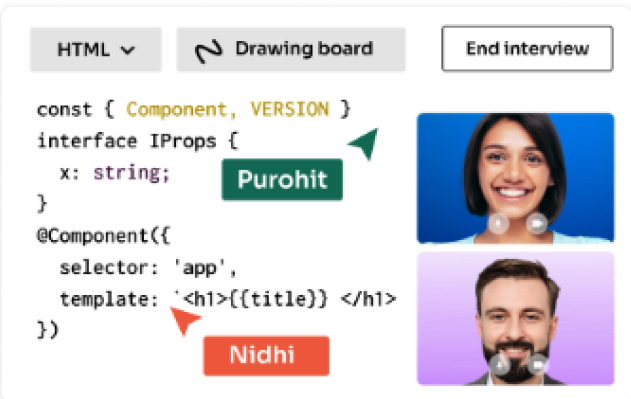 HTML
Drawing board
End interview
const { Component, VERSION }
interface IProps {
x: string;
Purohit
}
@Component({
selector: 'app',
template: `<h1>{{title}} </h1>
})
Nidhi